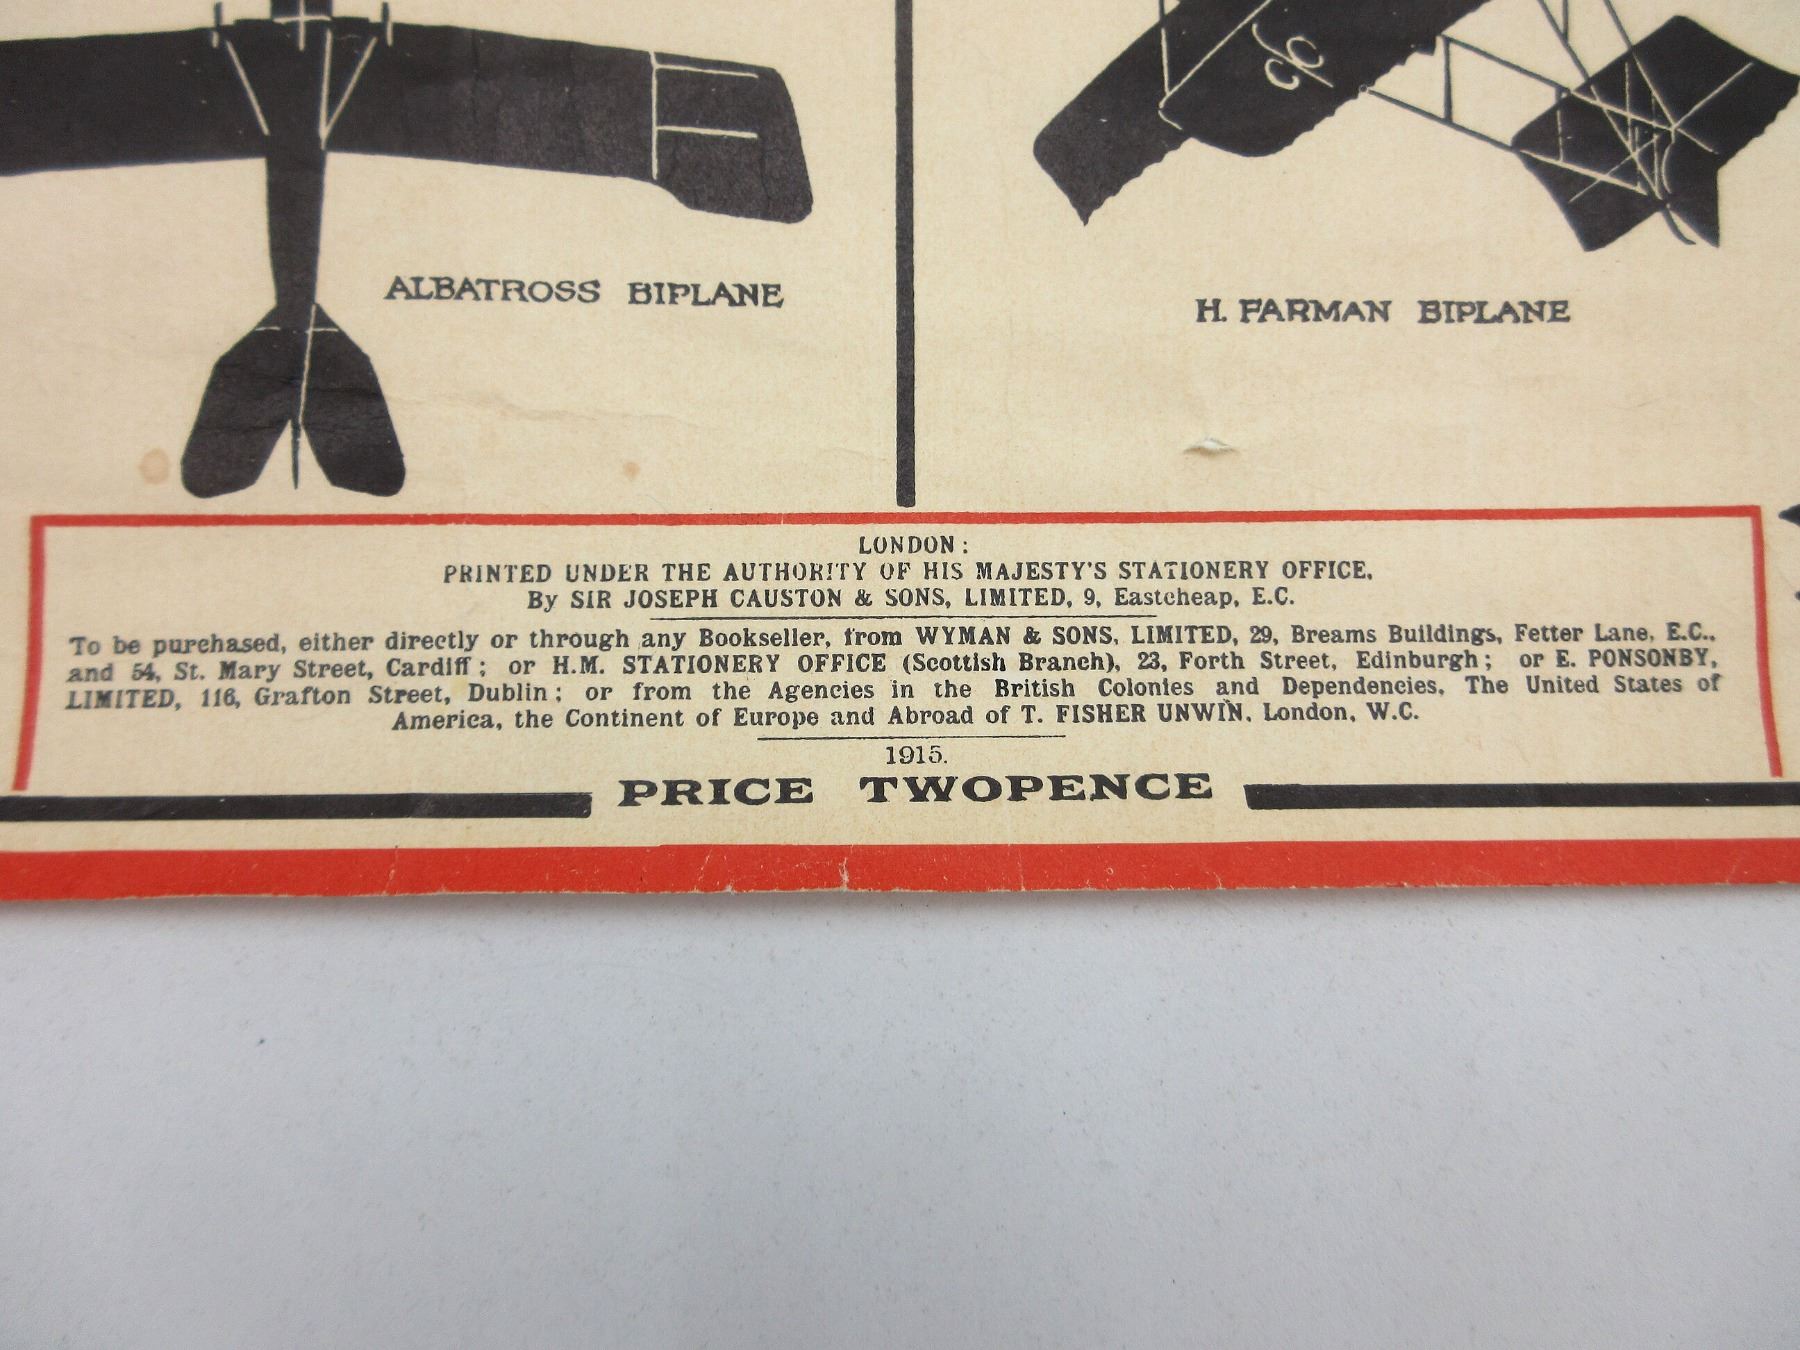 ALBATROSS BIPLANE
H. FARMAN BIPLANE
LONDON:
PRINTED UNDER THE AUTHORITY OF HIS MAJESTY'S STATIONERY OFFICE,
By SIR JOSEPH CAUSTON & SONS, LIMITED, 9, Eastcheap, E.C.
To be purchased, either directly or through any Bookseller, from WYMAN & SONS, LIMITED, 29, Breams Buildings, Fetter Lane, E.C.,
and 54, St. Mary Street, Cardiff; or H.M. STATIONERY OFFICE (Scottish Branch), 23, Forth Street, Edinburgh; or E. PONSONBY,
LIMITED, 116, Grafton Street, Dublin; or from the Agencies in the British Colonies and Dependencies, The United States of
America, the Continent of Europe and Abroad of T. FISHER UNWIN, London, W.C.
1915.
PRICE TWOPENCE